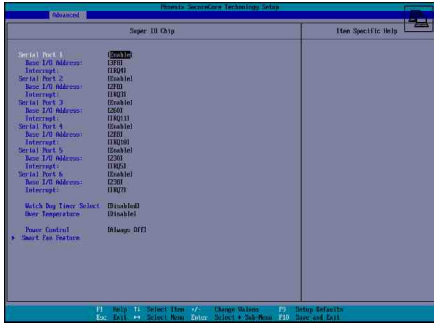 Phoenix SecureCore Technology Setup
Advanced
Super IO Chip
Item Specific Help
Serial Port 1 [Enable]
Base I/O Address: [3F8]
Interrupt: [IRQ4]
Serial Port 2 [Enable]
Base I/O Address: [2F8]
Interrupt: [IRQ3]
Serial Port 3 [Enable]
Base I/O Address: [260]
Interrupt: [IRQ11]
Serial Port 4 [Enable]
Base I/O Address: [2E8]
Interrupt: [IRQ10]
Serial Port 5 [Enable]
Base I/O Address: [230]
Interrupt: [IRQ5]
Serial Port 6 [Enable]
Base I/O Address: [238]
Interrupt: [IRQ7]
Watch Dog Timer Select [Disabled]
Over Temperature [Disable]
Power Control [Always Off]
Smart Fan Feature
F1 Help ↑↓ Select Item +/- Change Values F9 Setup Defaults
Esc Exit ↔ Select Menu Enter Select ▶ Sub-Menu F10 Save and Exit